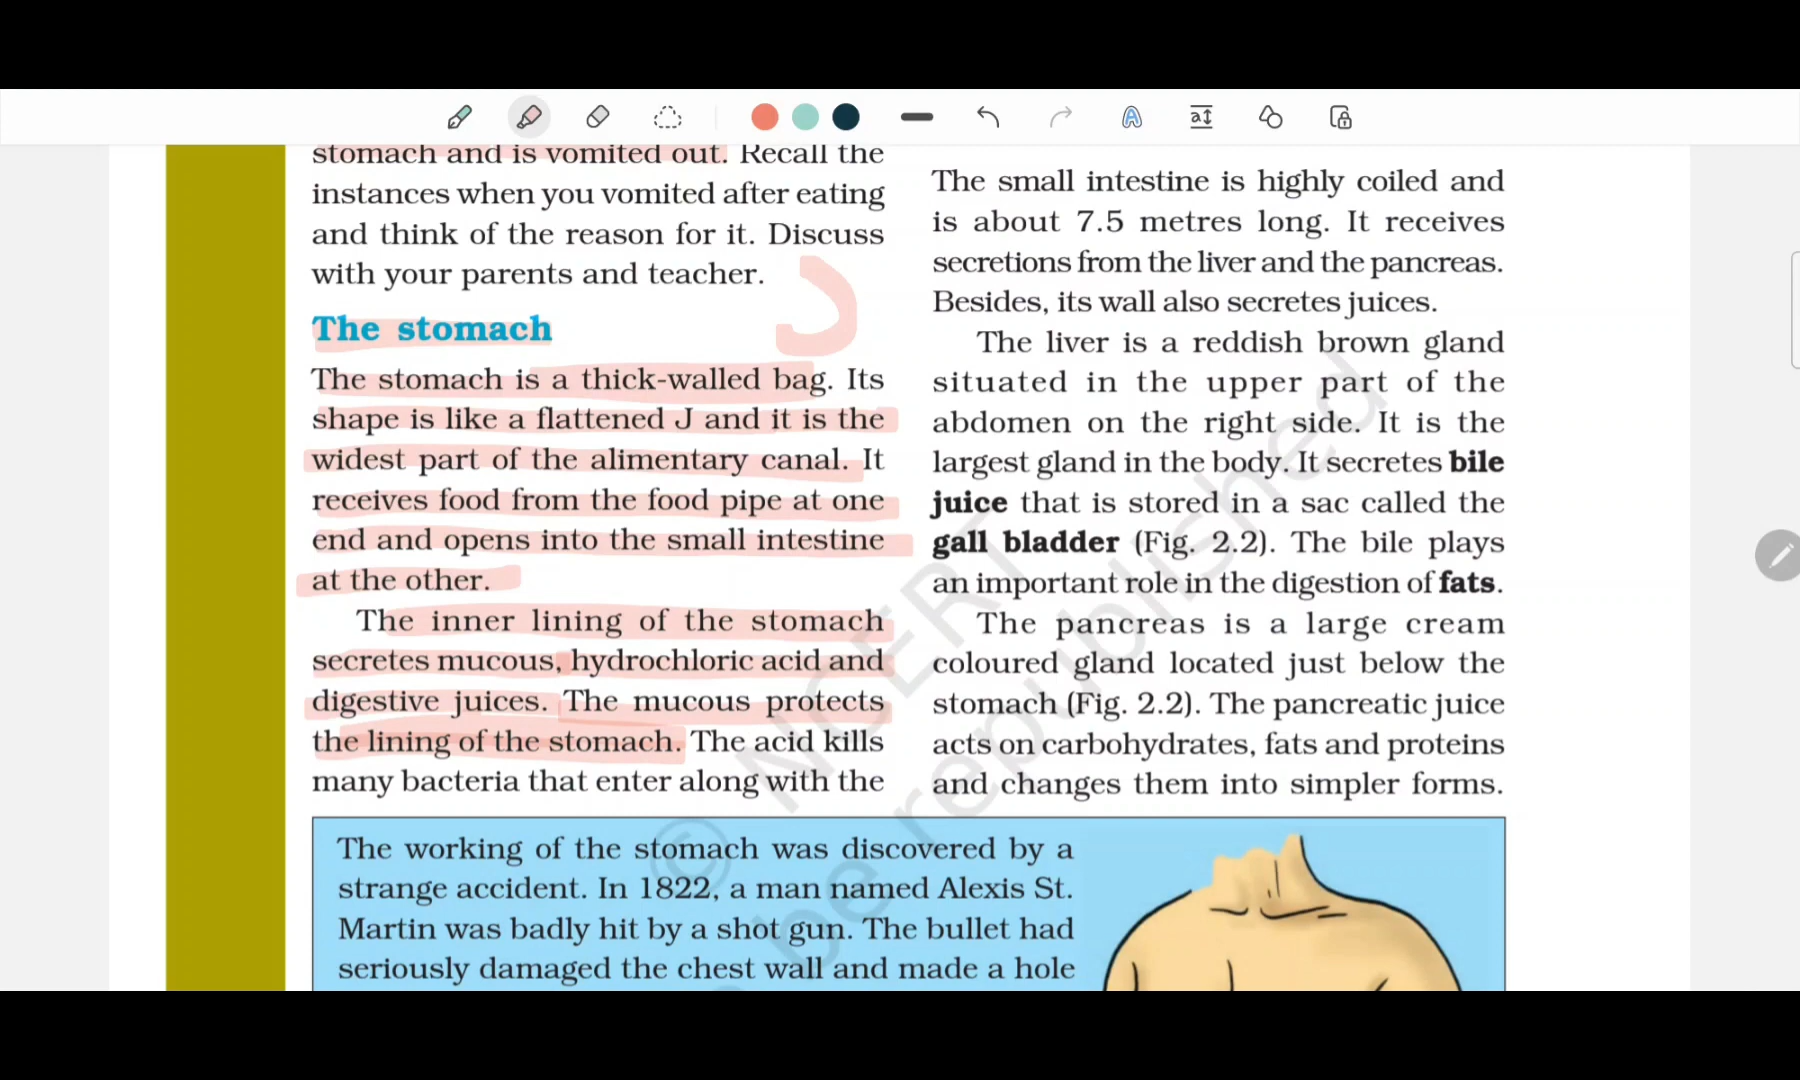 stomach and is vomited out. Recall the
instances when you vomited after eating
and think of the reason for it. Discuss
with your parents and teacher.
The stomach
The stomach is a thick-walled bag. Its
shape is like a flattened J and it is the
widest part of the alimentary canal. It
receives food from the food pipe at one
end and opens into the small intestine
at the other.
The inner lining of the stomach
secretes mucous, hydrochloric acid and
digestive juices. The mucous protects
the lining of the stomach. The acid kills
many bacteria that enter along with the
The small intestine is highly coiled and
is about 7.5 metres long. It receives
secretions from the liver and the pancreas.
Besides, its wall also secretes juices.
The liver is a reddish brown gland
situated in the upper part of the
abdomen on the right side. It is the
largest gland in the body. It secretes bile
juice that is stored in a sac called the
gall bladder (Fig. 2.2). The bile plays
an important role in the digestion of fats.
The pancreas is a large cream
coloured gland located just below the
stomach (Fig. 2.2). The pancreatic juice
acts on carbohydrates, fats and proteins
and changes them into simpler forms.
The working of the stomach was discovered by a
strange accident. In 1822, a man named Alexis St.
Martin was badly hit by a shot gun. The bullet had
seriously damaged the chest wall and made a hole
© NCERT
be republished